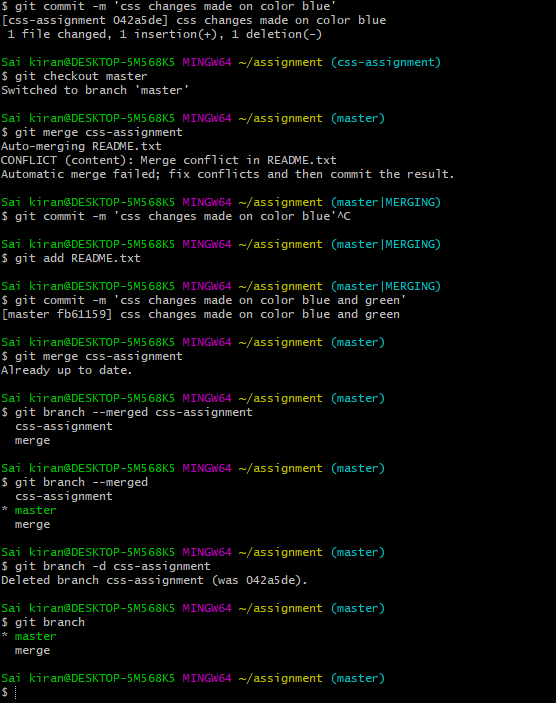 $ git commit -m 'css changes made on color blue'
[css-assignment 042a5de] css changes made on color blue
 1 file changed, 1 insertion(+), 1 deletion(-)
Sai kiran@DESKTOP-5M568K5 MINGW64 ~/assignment (css-assignment)
$ git checkout master
Switched to branch 'master'
Sai kiran@DESKTOP-5M568K5 MINGW64 ~/assignment (master)
$ git merge css-assignment
Auto-merging README.txt
CONFLICT (content): Merge conflict in README.txt
Automatic merge failed; fix conflicts and then commit the result.
Sai kiran@DESKTOP-5M568K5 MINGW64 ~/assignment (master|MERGING)
$ git commit -m 'css changes made on color blue'^C
Sai kiran@DESKTOP-5M568K5 MINGW64 ~/assignment (master|MERGING)
$ git add README.txt
Sai kiran@DESKTOP-5M568K5 MINGW64 ~/assignment (master|MERGING)
$ git commit -m 'css changes made on color blue and green'
[master fb61159] css changes made on color blue and green
Sai kiran@DESKTOP-5M568K5 MINGW64 ~/assignment (master)
$ git merge css-assignment
Already up to date.
Sai kiran@DESKTOP-5M568K5 MINGW64 ~/assignment (master)
$ git branch --merged css-assignment
  css-assignment
  merge
Sai kiran@DESKTOP-5M568K5 MINGW64 ~/assignment (master)
$ git branch --merged
  css-assignment
* master
  merge
Sai kiran@DESKTOP-5M568K5 MINGW64 ~/assignment (master)
$ git branch -d css-assignment
Deleted branch css-assignment (was 042a5de).
Sai kiran@DESKTOP-5M568K5 MINGW64 ~/assignment (master)
$ git branch
* master
  merge
Sai kiran@DESKTOP-5M568K5 MINGW64 ~/assignment (master)
$